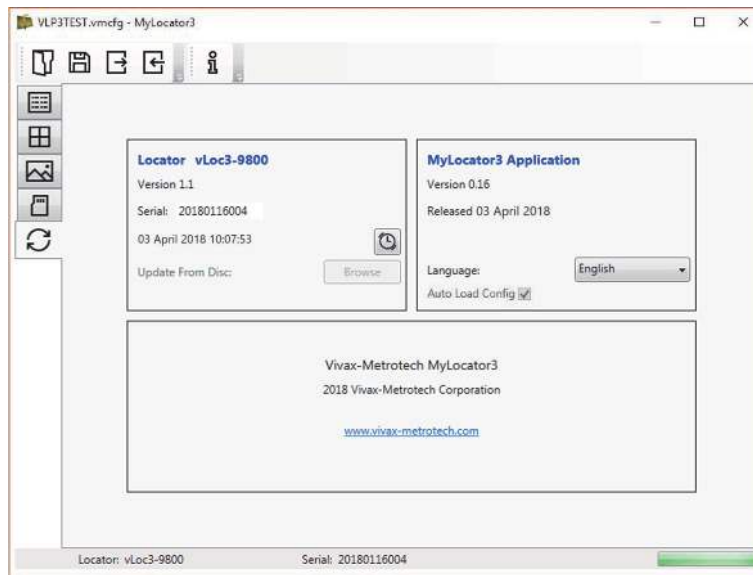 VLP3TEST.vmcfg - MyLocator3
Locator vLoc3-9800
Version 1.1
Serial: 20180116004
03 April 2018 10:07:53
Update From Disc:
Browse
MyLocator3 Application
Version 0.16
Released 03 April 2018
Language:
English
Auto Load Config
Vivax-Metrotech MyLocator3
2018 Vivax-Metrotech Corporation
www.vivax-metrotech.com
Locator: vLoc3-9800
Serial: 20180116004